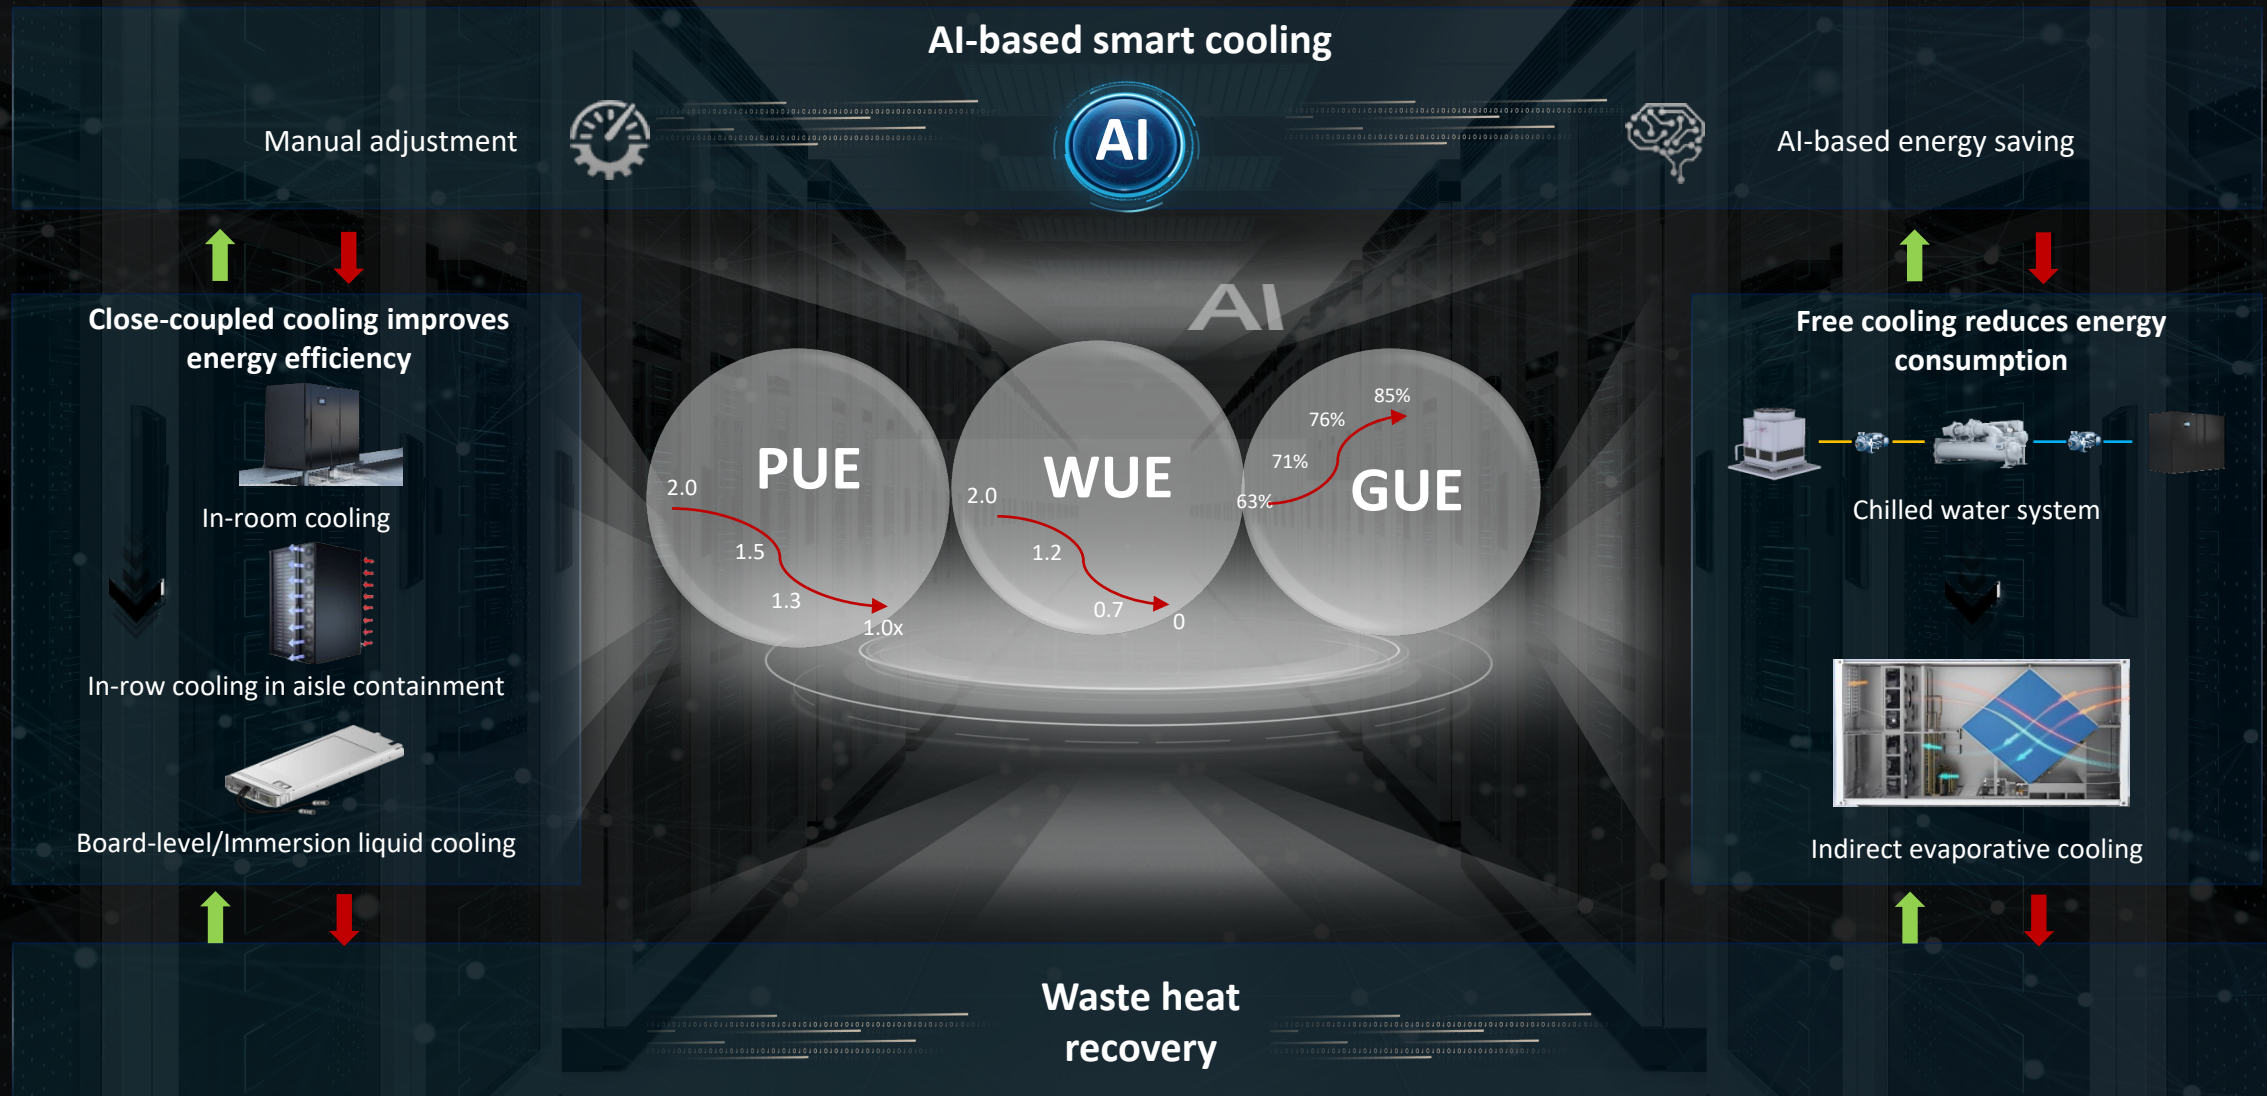 AI-based smart cooling
Manual adjustment
AI
AI-based energy saving
Close-coupled cooling improves
energy efficiency
In-room cooling
In-row cooling in aisle containment
Board-level/Immersion liquid cooling
AI
PUE
2.0
1.5
1.3
1.0x
WUE
2.0
1.2
0.7
0
GUE
63%
71%
76%
85%
Free cooling reduces energy
consumption
Chilled water system
Indirect evaporative cooling
Waste heat
recovery